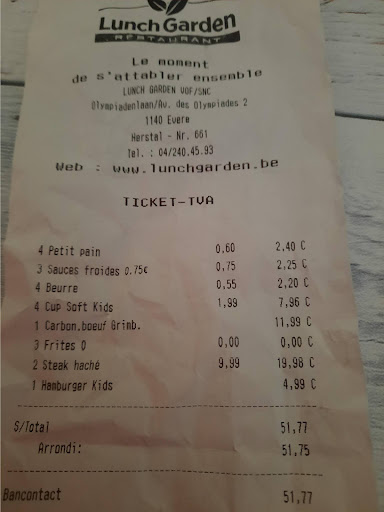 Lunch Garden
RESTAURANT
Le moment
de s'attabler ensemble
LUNCH GARDEN VOF/SNC
Olympiadenlaan/Av. des Olympiades 2
1140 Evere
Herstal - Nr. 661
Tel. : 04/240.45.93
Web : www.lunchgarden.be
TICKET-TVA
4 Petit pain 0,60 2,40 C
3 Sauces froides 0.75€ 0,75 2,25 C
4 Beurre 0,55 2,20 C
4 Cup Soft Kids 1,99 7,96 C
1 Carbon.boeuf Grimb. 11,99 C
3 Frites 0 0,00 0,00 C
2 Steak haché 9,99 19,98 C
1 Hamburger Kids 4,99 C
S/Total 51,77
Arrondi: 51,75
Bancontact 51,77